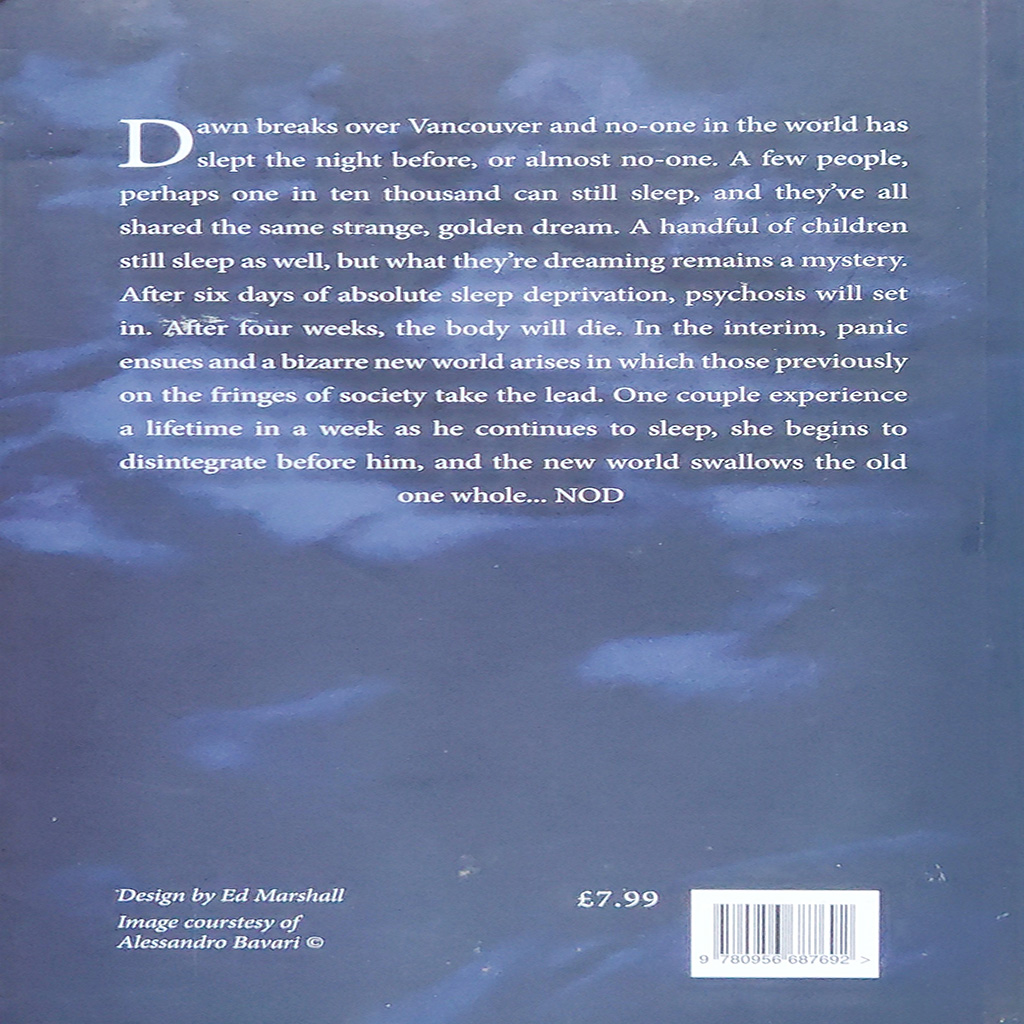 Dawn breaks over Vancouver and no-one in the world has
slept the night before, or almost no-one. A few people,
perhaps one in ten thousand can still sleep, and they've all
shared the same strange, golden dream. A handful of children
still sleep as well, but what they're dreaming remains a mystery.
After six days of absolute sleep deprivation, psychosis will set
in. After four weeks, the body will die. In the interim, panic
ensues and a bizarre new world arises in which those previously
on the fringes of society take the lead. One couple experience
a lifetime in a week as he continues to sleep, she begins to
disintegrate before him, and the new world swallows the old
one whole... NOD
Design by Ed Marshall
Image courstesy of
Alessandro Bavari ©
£7.99
9 780956 687692 >